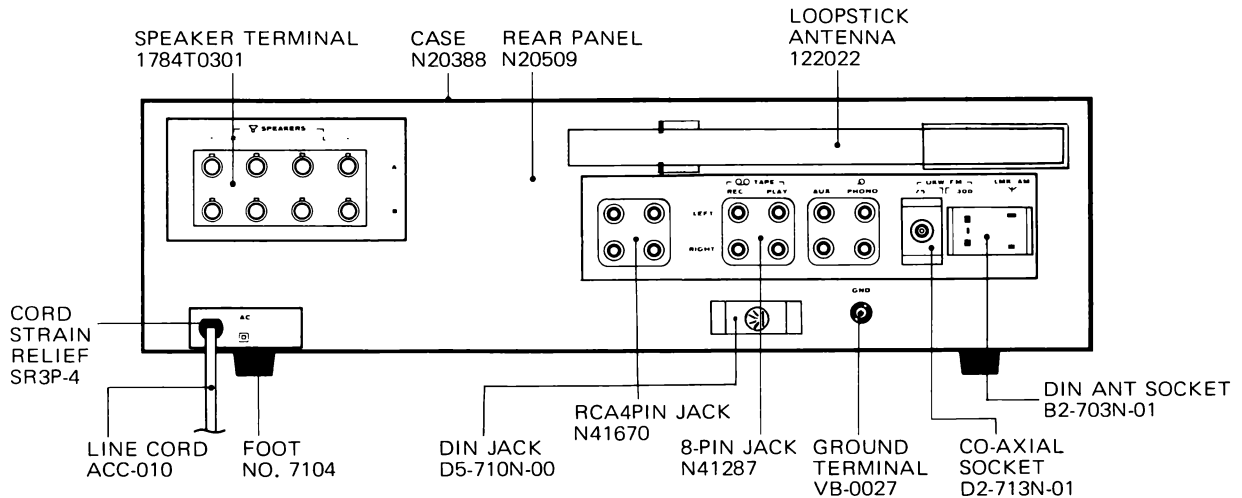 LOOPSTICK
ANTENNA
122022
SPEAKER TERMINAL
1784T0301
CASE
N20388
REAR PANEL
N20509
SPEAKERS
A
B
TAPE
REC
PLAY
AUX
PHONO
UKW FM
75
300
LMK AM
LEFT
RIGHT
GND
AC
CORD
STRAIN
RELIEF
SR3P-4
LINE CORD
ACC-010
FOOT
NO. 7104
DIN JACK
D5-710N-00
RCA4PIN JACK
N41670
8-PIN JACK
N41287
GROUND
TERMINAL
VB-0027
CO-AXIAL
SOCKET
D2-713N-01
DIN ANT SOCKET
B2-703N-01